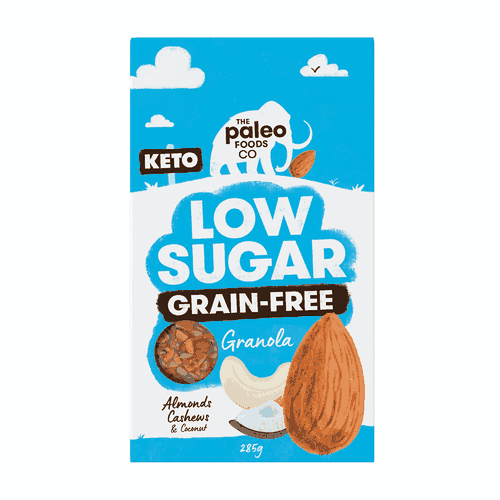 THE
paleo
FOODS
CO
KETO
LOW
SUGAR
GRAIN-FREE
Granola
Almonds
Cashews
& Coconut
285g